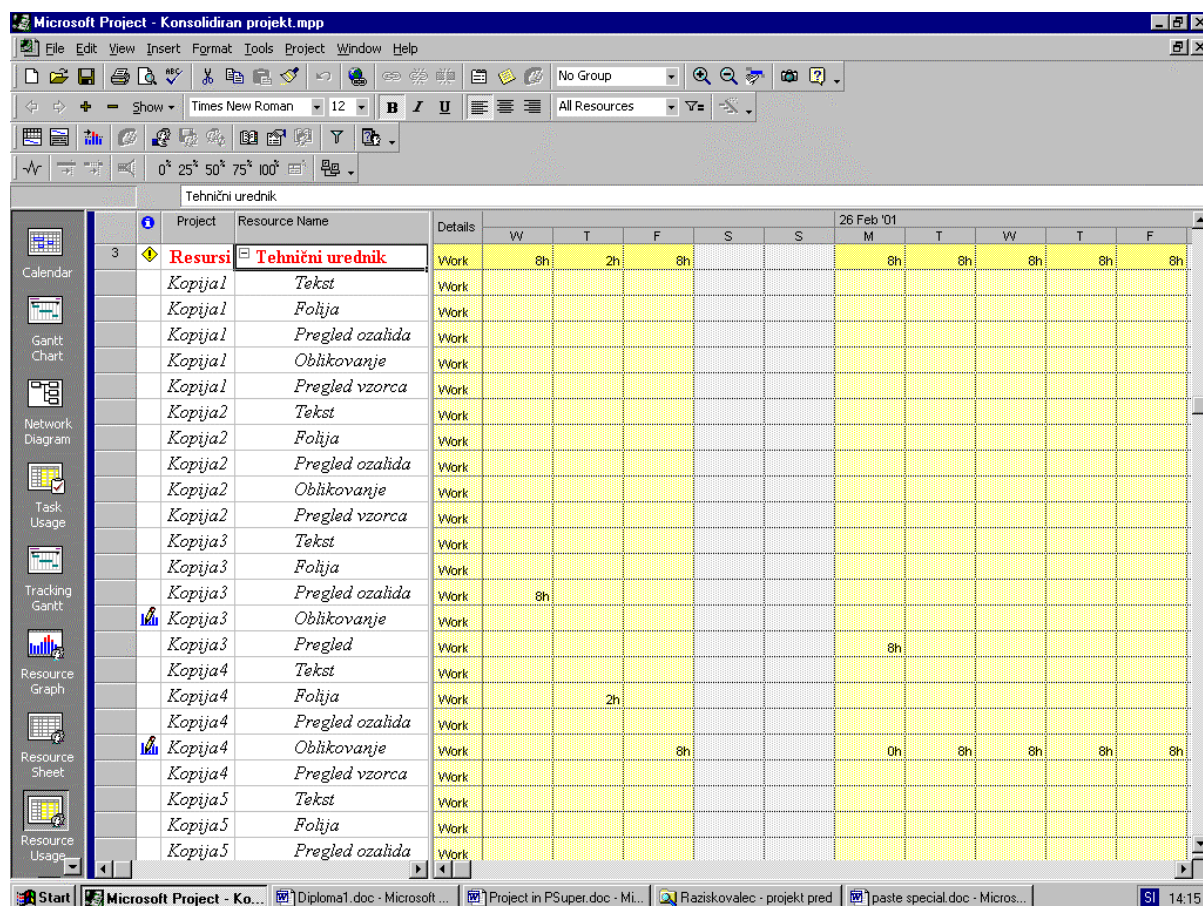 Microsoft Project - Konsolidiran projekt.mpp
File Edit View Insert Format Tools Project Window Help
No Group
Show Times New Roman 12 B I U All Resources
0% 25% 50% 75% 100%
Tehnični urednik
Project Resource Name Details 26 Feb '01
W T F S S M T W T F
3 Resursi Tehnični urednik Work 8h 2h 8h 8h 8h 8h 8h 8h
Kopija1 Tekst Work
Kopija1 Folija Work
Kopija1 Pregled ozalida Work
Kopija1 Oblikovanje Work
Kopija1 Pregled vzorca Work
Kopija2 Tekst Work
Kopija2 Folija Work
Kopija2 Pregled ozalida Work
Kopija2 Oblikovanje Work
Kopija2 Pregled vzorca Work
Kopija3 Tekst Work
Kopija3 Folija Work
Kopija3 Pregled ozalida Work 8h
Kopija3 Oblikovanje Work
Kopija3 Pregled Work 8h
Kopija4 Tekst Work
Kopija4 Folija Work 2h
Kopija4 Pregled ozalida Work
Kopija4 Oblikovanje Work 8h 0h 8h 8h 8h 8h
Kopija4 Pregled vzorca Work
Kopija5 Tekst Work
Kopija5 Folija Work
Kopija5 Pregled ozalida Work
Calendar
Gantt
Chart
Network
Diagram
Task
Usage
Tracking
Gantt
Resource
Graph
Resource
Sheet
Resource
Usage
Start Microsoft Project - Ko... Diploma1.doc - Microsoft ... Project in PSuper.doc - Mi... Raziskovalec - projekt pred paste special.doc - Micros... SI 14:15